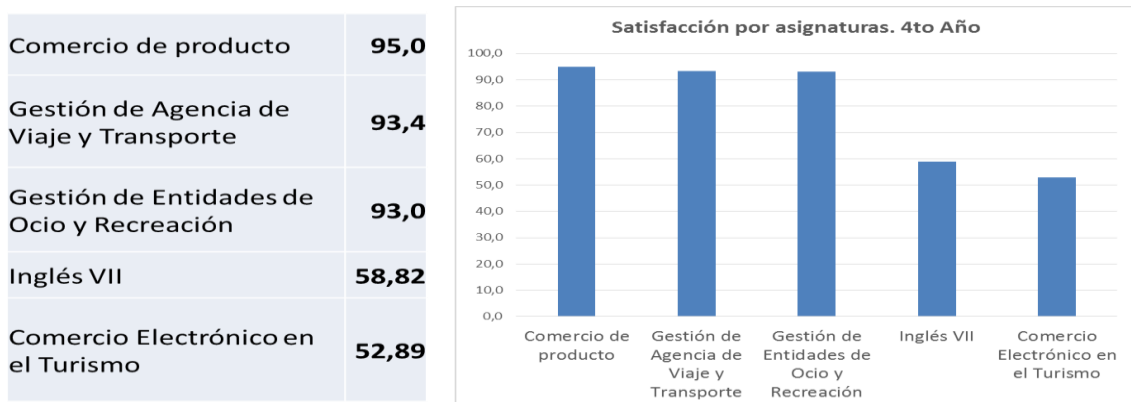 Comercio de producto 95,0
Gestión de Agencia de
Viaje y Transporte 93,4
Gestión de Entidades de
Ocio y Recreación 93,0
Inglés VII 58,82
Comercio Electrónico en
el Turismo 52,89
Satisfacción por asignaturas. 4to Año
100,0
90,0
80,0
70,0
60,0
50,0
40,0
30,0
20,0
10,0
0,0
Comercio de
producto
Gestión de
Agencia de
Viaje y
Transporte
Gestión de
Entidades de
Ocio y
Recreación
Inglés VII
Comercio
Electrónico en
el Turismo